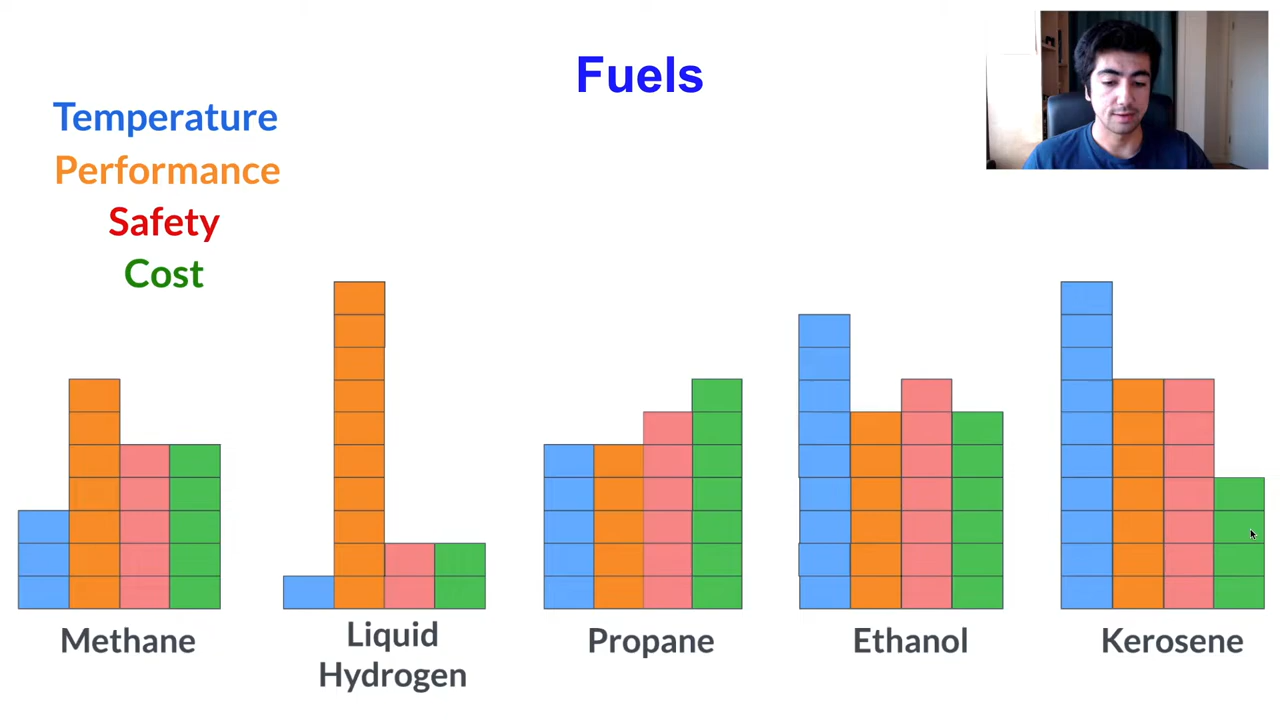 Fuels
Temperature
Performance
Safety
Cost
Methane
Liquid
Hydrogen
Propane
Ethanol
Kerosene